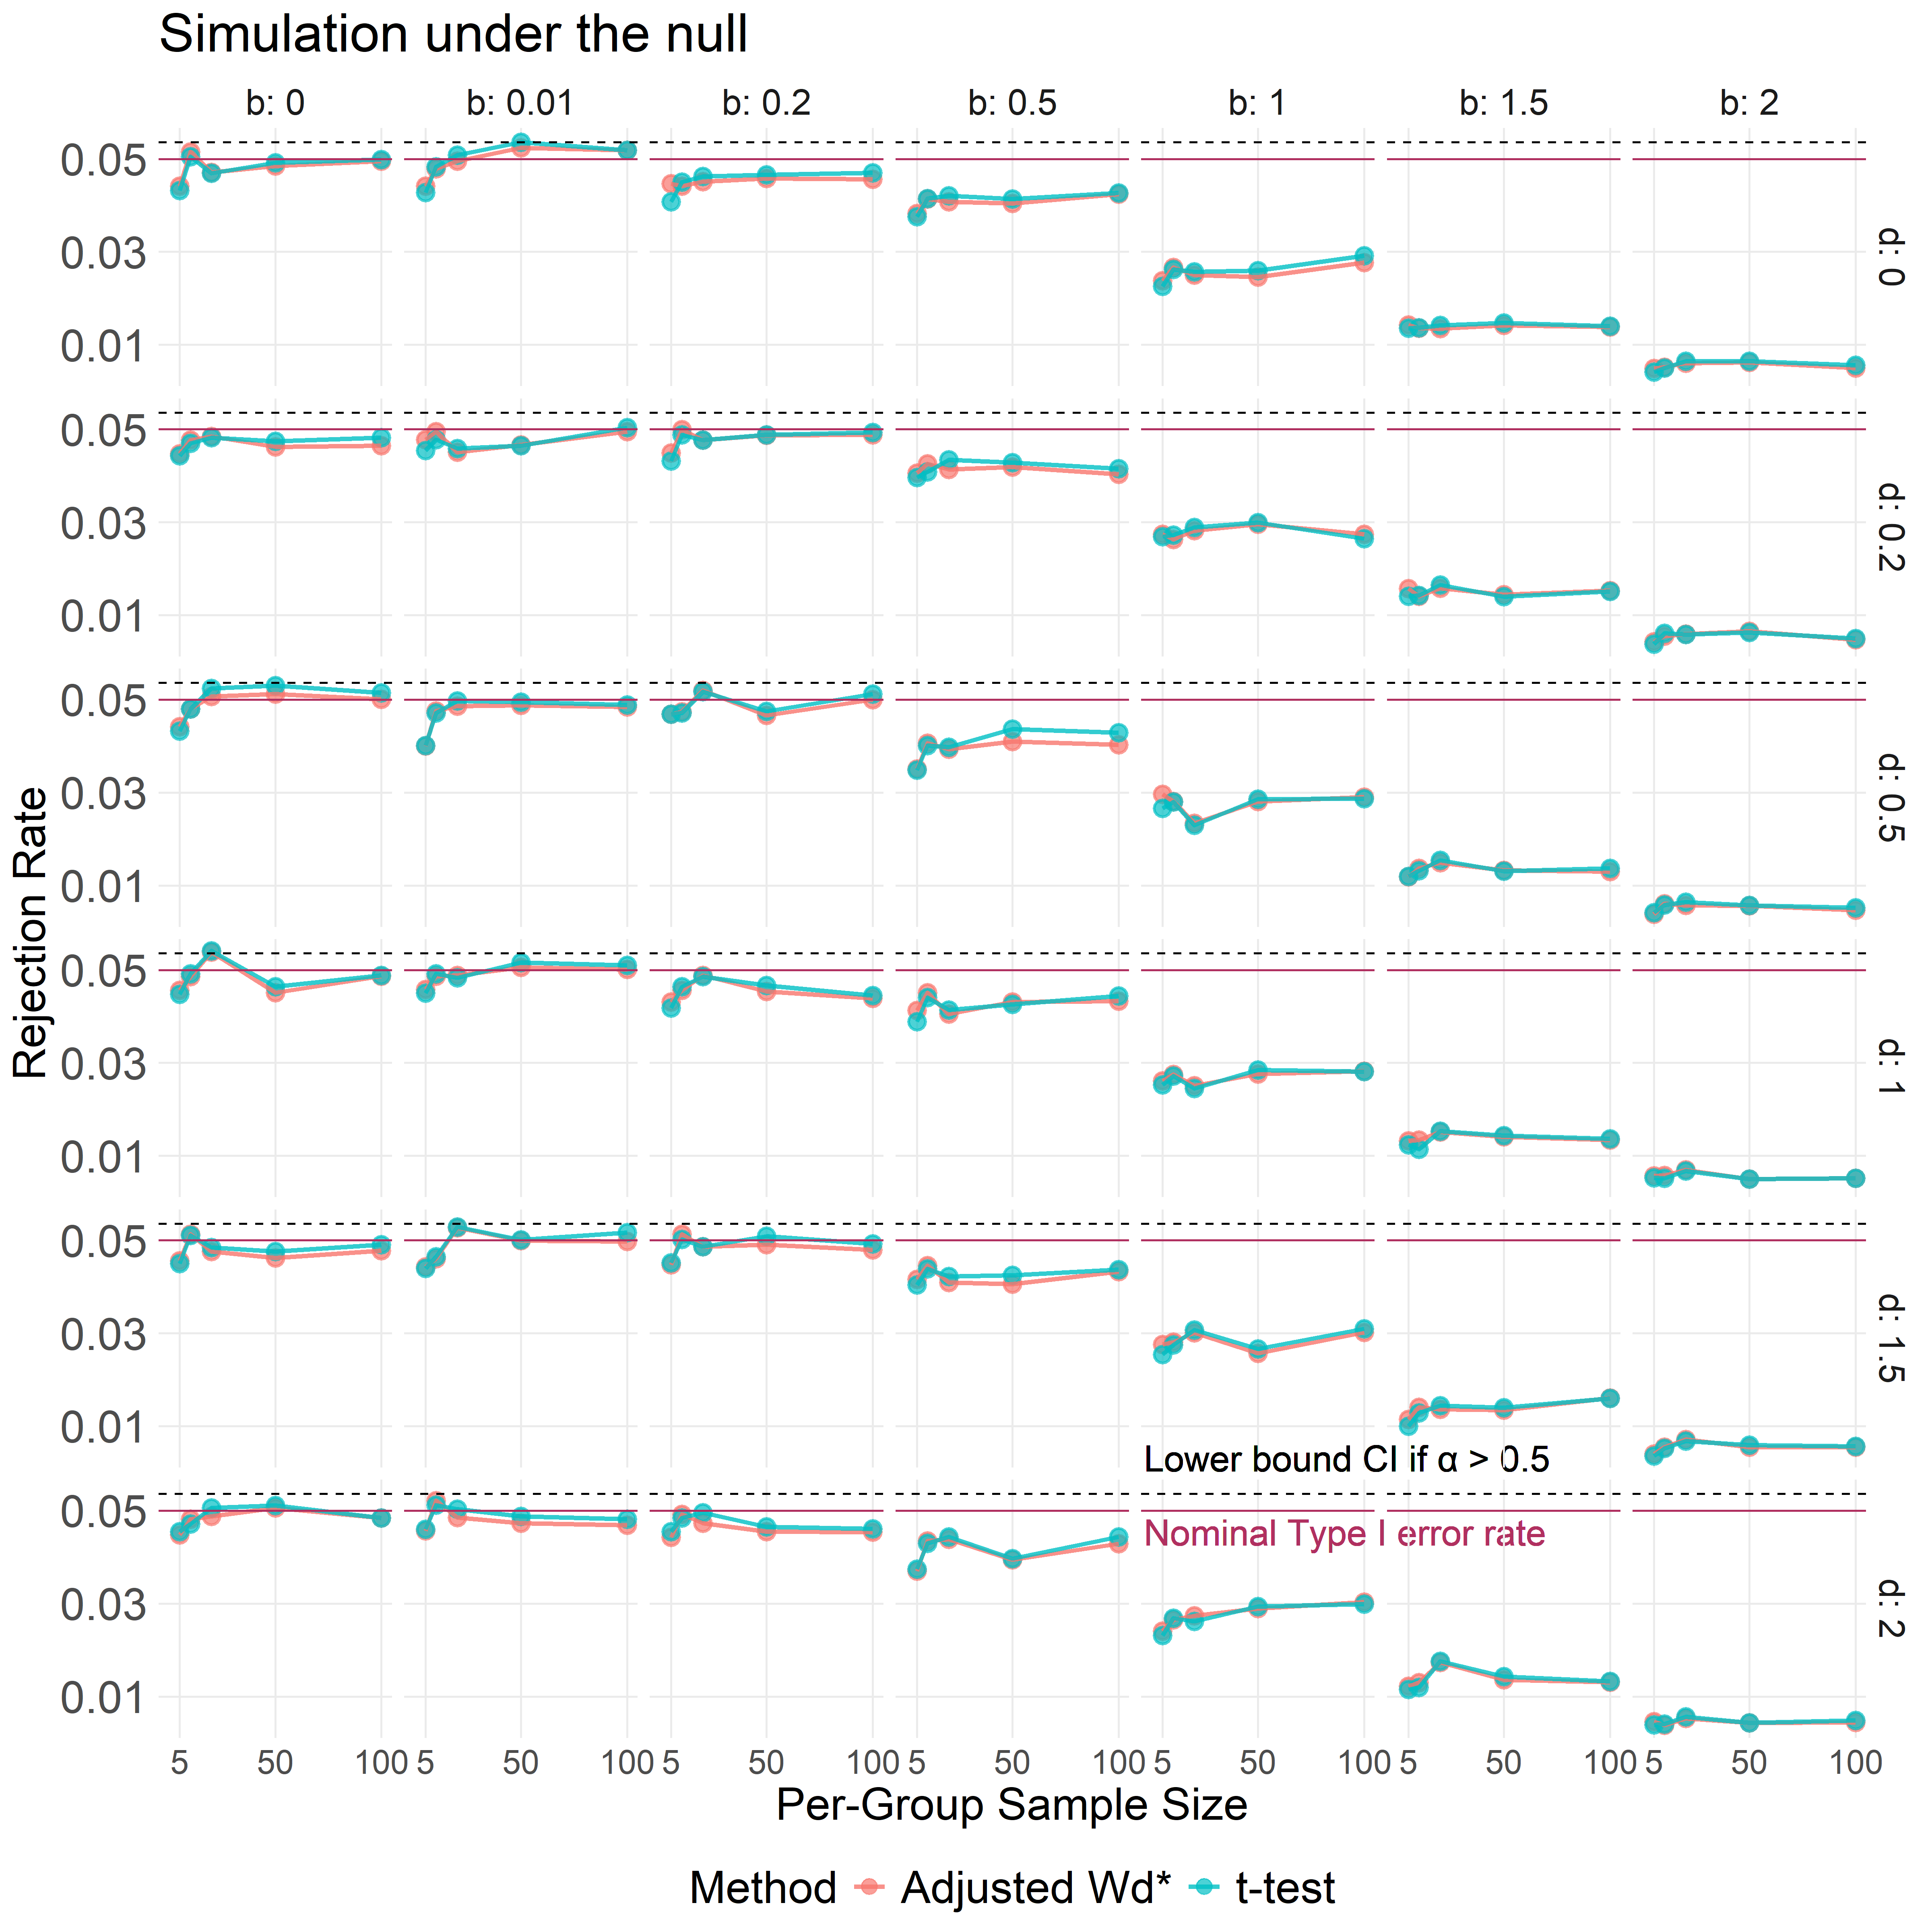 Simulation under the null
b: 0 b: 0.01 b: 0.2 b: 0.5 b: 1 b: 1.5 b: 2
0.05
0.03
0.01
d: 0
0.05
0.03
0.01
d: 0.2
0.05
0.03
0.01
d: 0.5
0.05
0.03
0.01
d: 1
0.05
0.03
0.01
d: 1.5
Lower bound CI if α > 0.5
0.05
Nominal Type I error rate
0.03
0.01
d: 2
Rejection Rate
5 50 100 5 50 100 5 50 100 5 50 100 5 50 100 5 50 100 5 50 100
Per-Group Sample Size
Method Adjusted Wd* t-test